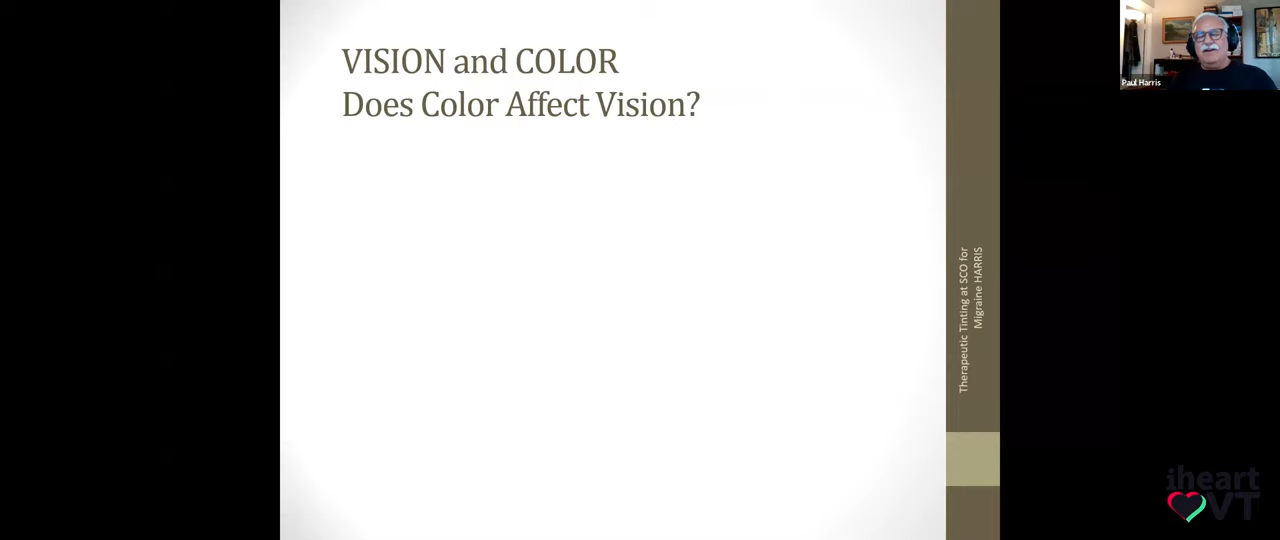 VISION and COLOR
Does Color Affect Vision?
Paul Harris
Therapeutic Tinting at SCO for
Migraine HARRIS
iheart
VT